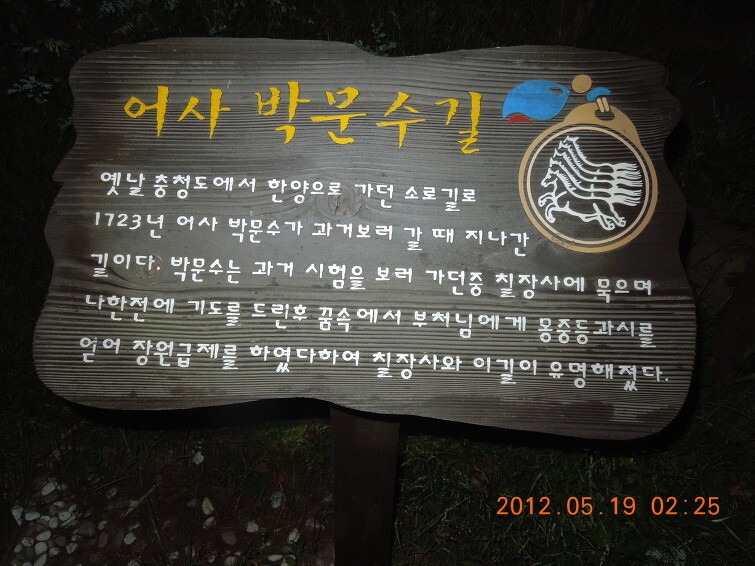 어사 박문수길
옛날 충청도에서 한양으로 가던 소로길로
1723년 어사 박문수가 과거보러 갈 때 지나간
길이다. 박문수는 과거 시험을 보러 가던중 칠장사에 묵으며
나한전에 기도를 드린후 꿈속에서 부처님에게 몽중등과시를
얻어 장원급제를 하였다하여 칠장사와 이길이 유명해졌다.
2012.05.19 02:25